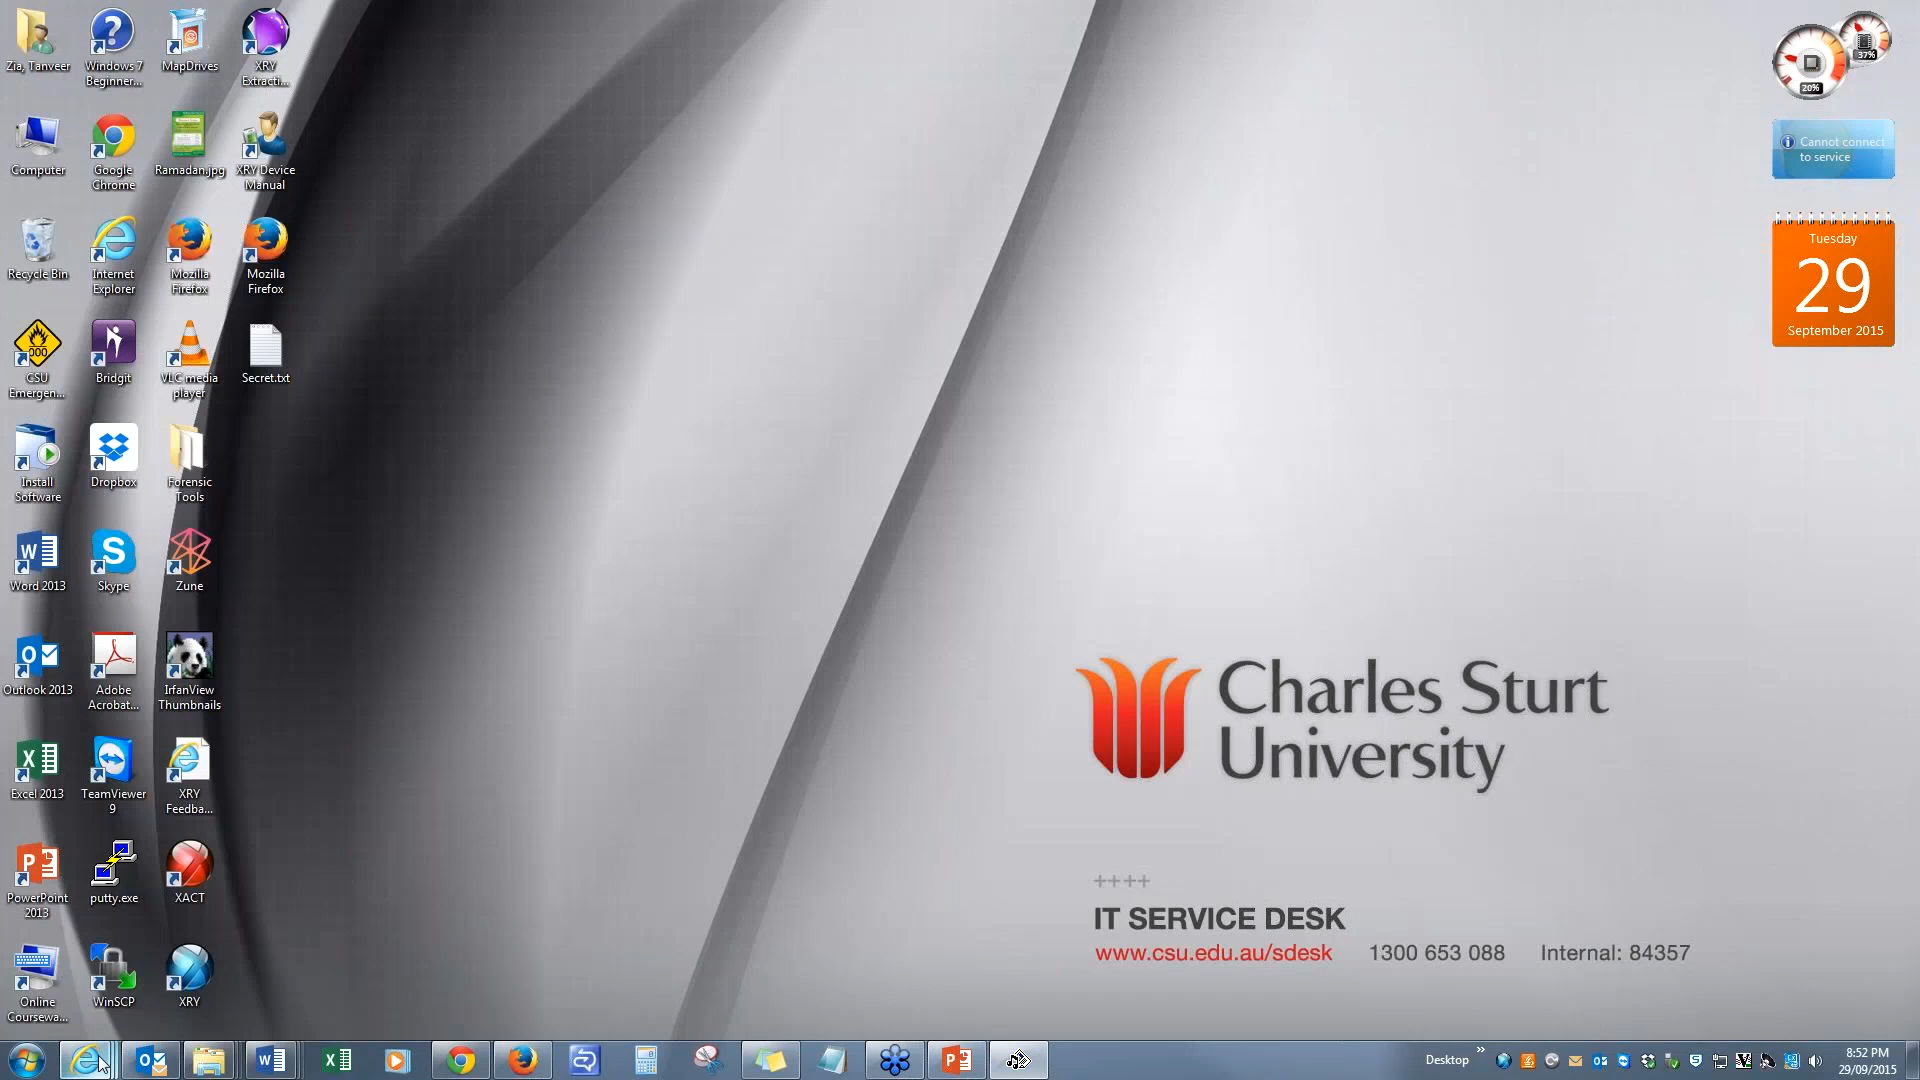 Zia, Tanveer
Windows 7
Beginner...
MapDrives
XRY
Extracti...
Computer
Google
Chrome
Ramadan.jpg
XRY Device
Manual
Recycle Bin
Internet
Explorer
Mozilla
Firefox
Mozilla
Firefox
000
CSU
Emergen...
Bridgit
VLC media
player
Secret.txt
Install
Software
Dropbox
Forensic
Tools
Word 2013
Skype
Zune
Outlook 2013
Adobe
Acrobat...
IrfanView
Thumbnails
Excel 2013
TeamViewer
9
XRY
Feedba...
PowerPoint
2013
putty.exe
XACT
Online
Coursewa...
WinSCP
XRY
37%
20%
Cannot connect
to service
Tuesday
29
September 2015
Charles Sturt
University
++++
IT SERVICE DESK
www.csu.edu.au/sdesk 1300 653 088 Internal: 84357
Desktop
8:52 PM
29/09/2015